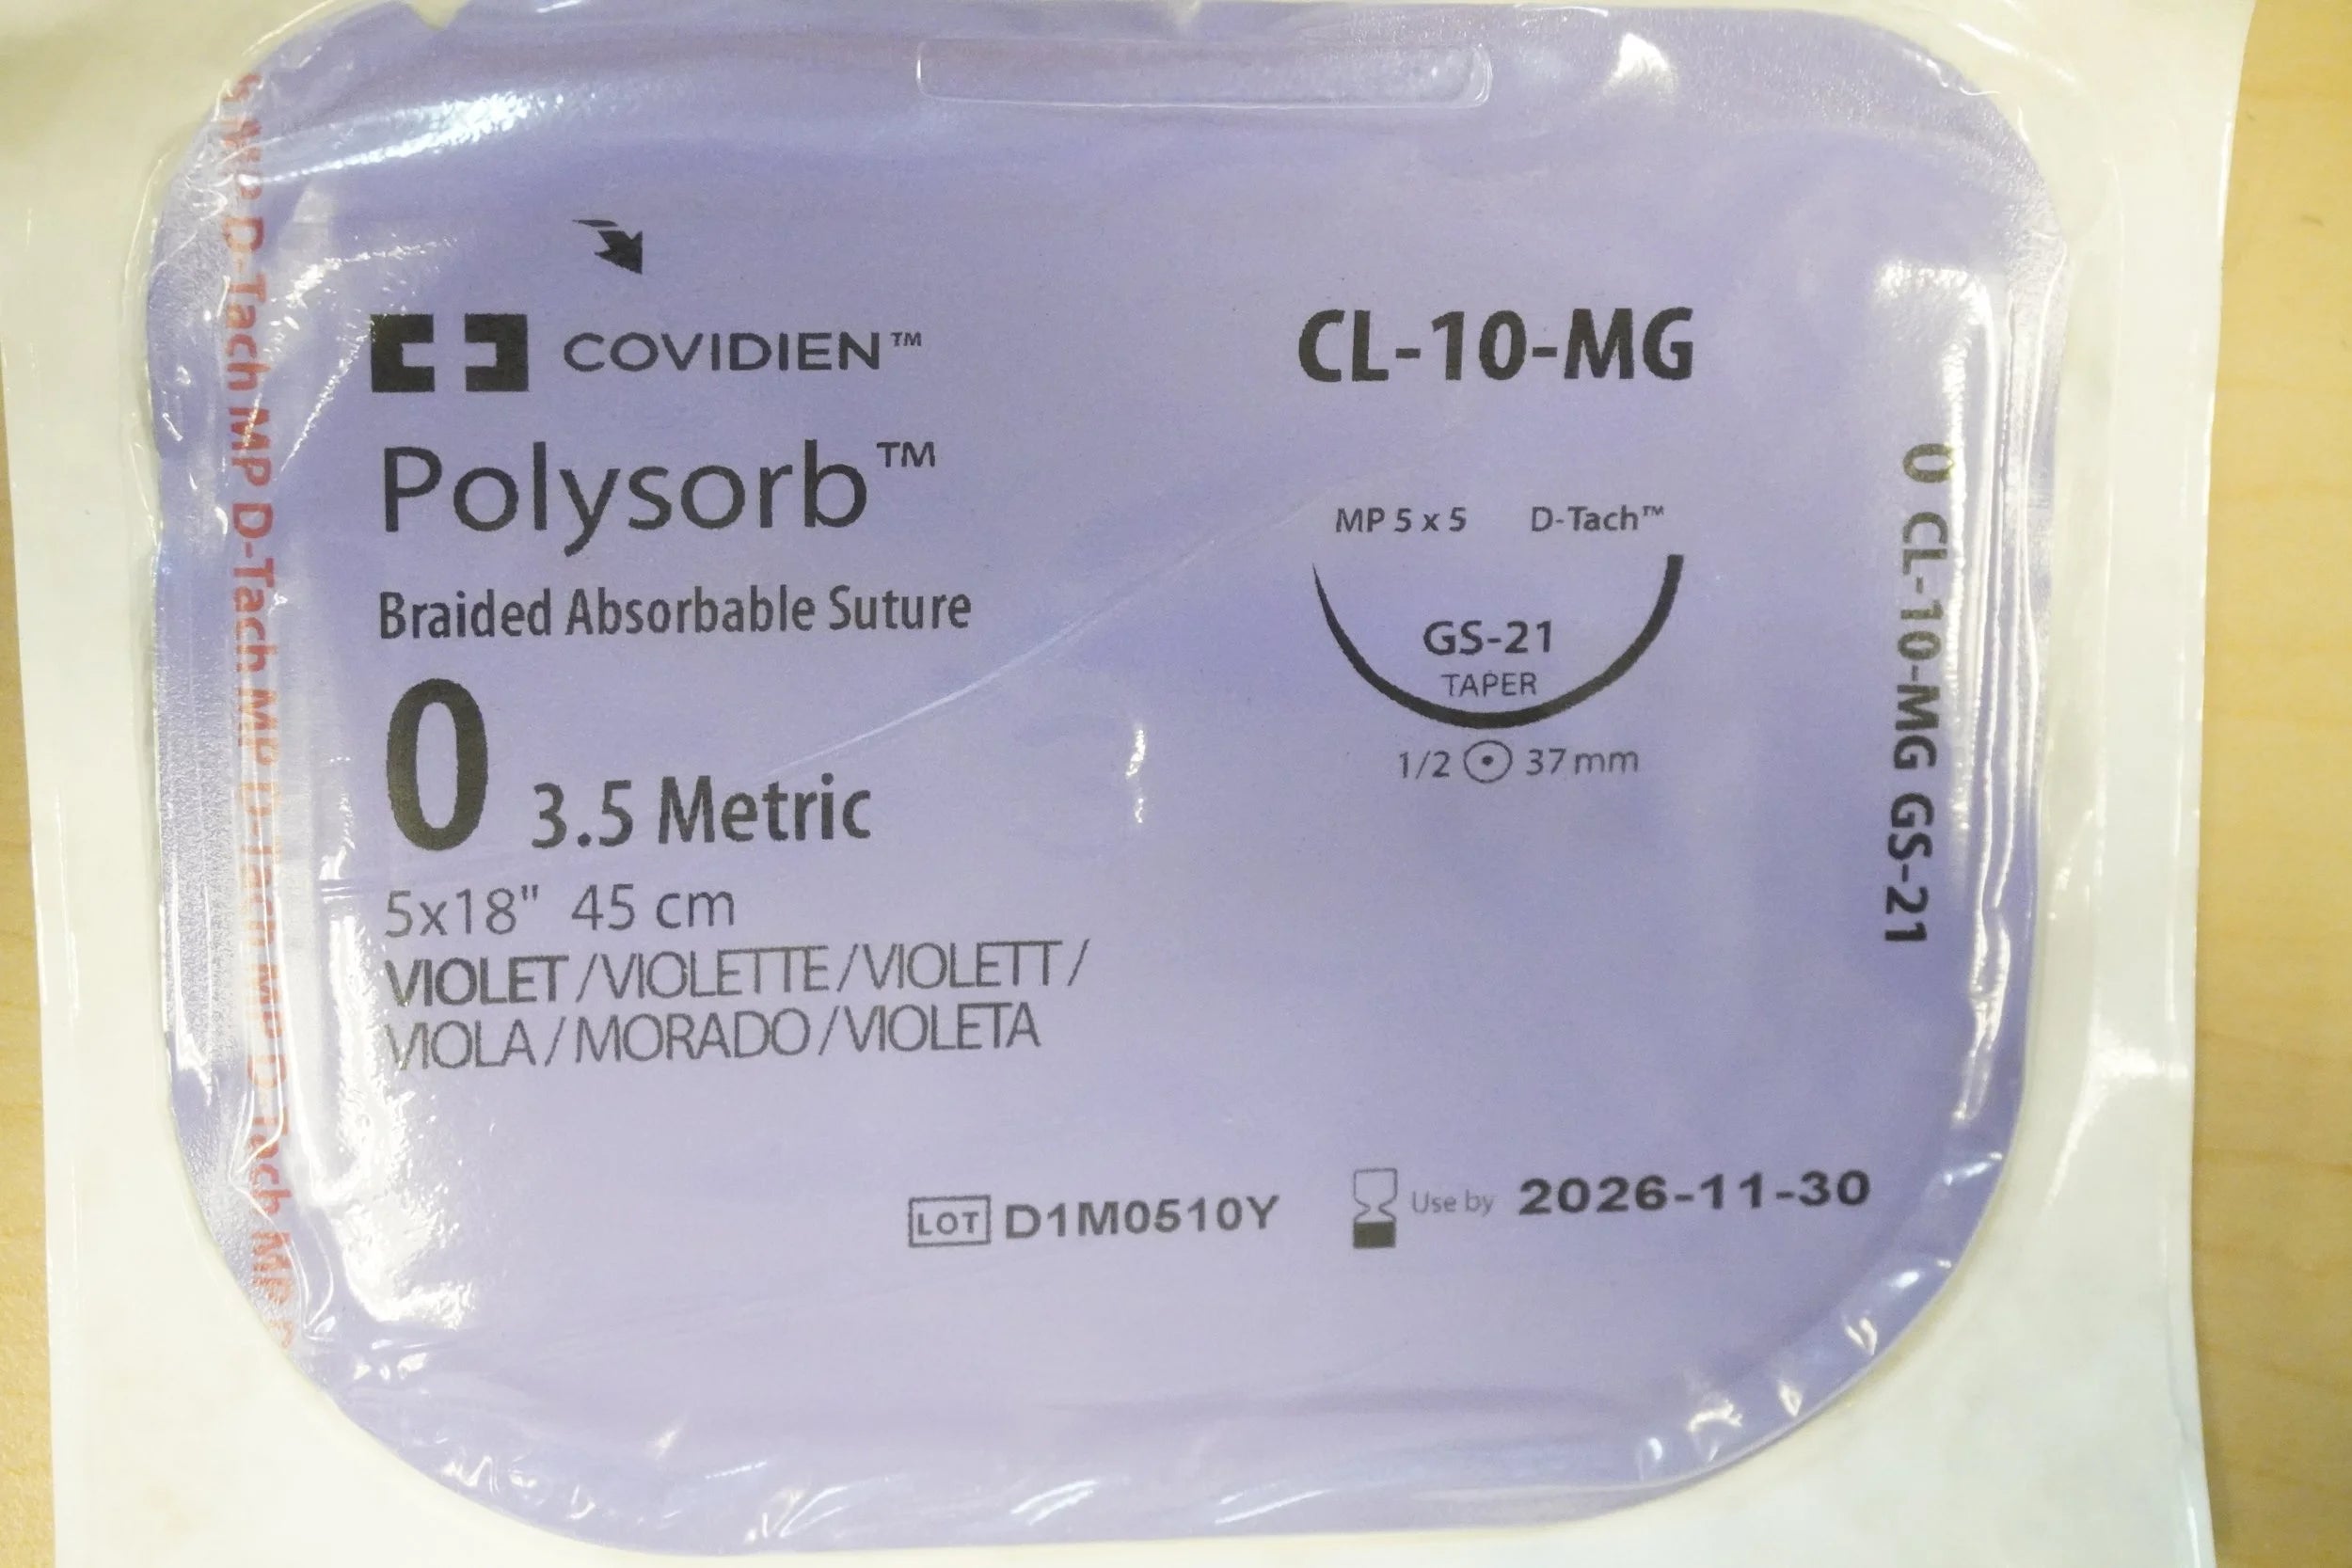 COVIDIEN™
Polysorb™
Braided Absorbable Suture
0 3.5 Metric
5x18" 45 cm
VIOLET/VIOLETTE/VIOLETT/
VIOLA/MORADO/VIOLETA
CL-10-MG
MP 5 x 5 D-Tach™
GS-21
TAPER
1/2 37mm
LOT D1M0510Y
Use by 2026-11-30
0 CL-10-MG GS-21
MP D-Tach MP D-Tach MP D-Tach MP D-Tach MP